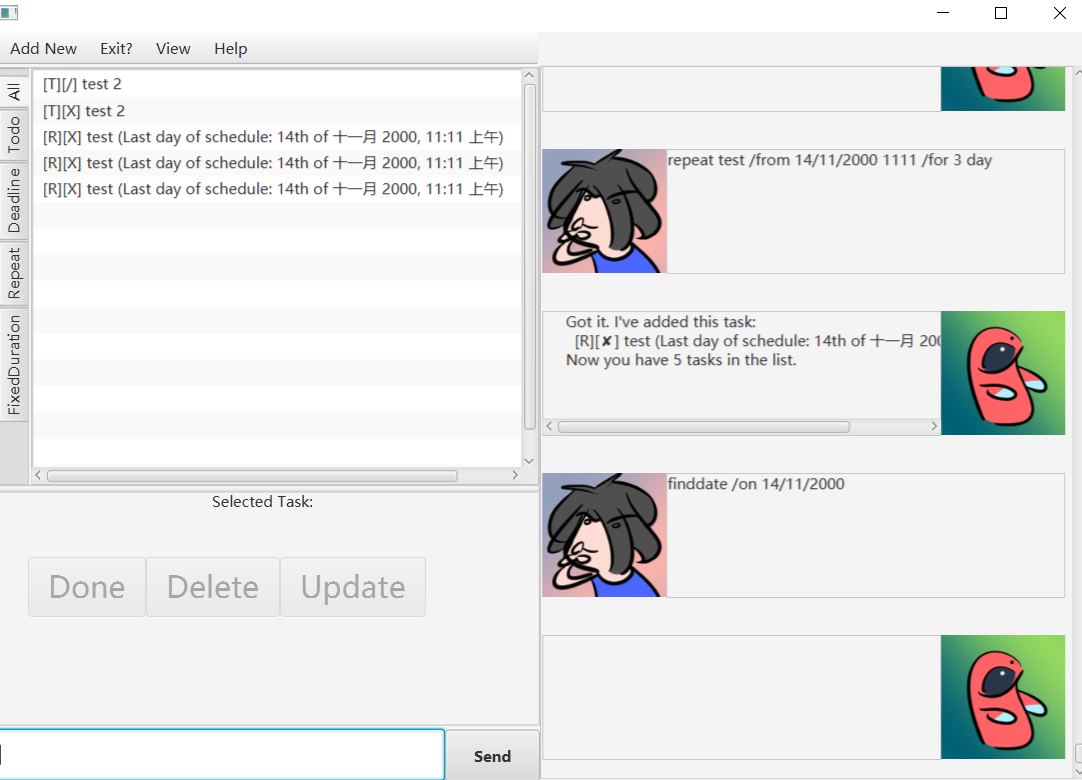 Add New Exit? View Help
All
Todo
Deadline
Repeat
FixedDuration
[T][/] test 2
[T][X] test 2
[R][X] test (Last day of schedule: 14th of 十一月 2000, 11:11 上午)
[R][X] test (Last day of schedule: 14th of 十一月 2000, 11:11 上午)
[R][X] test (Last day of schedule: 14th of 十一月 2000, 11:11 上午)
Selected Task:
Done Delete Update
Send
repeat test /from 14/11/2000 1111 /for 3 day
Got it. I've added this task:
[R][✘] test (Last day of schedule: 14th of 十一月 200
Now you have 5 tasks in the list.
finddate /on 14/11/2000